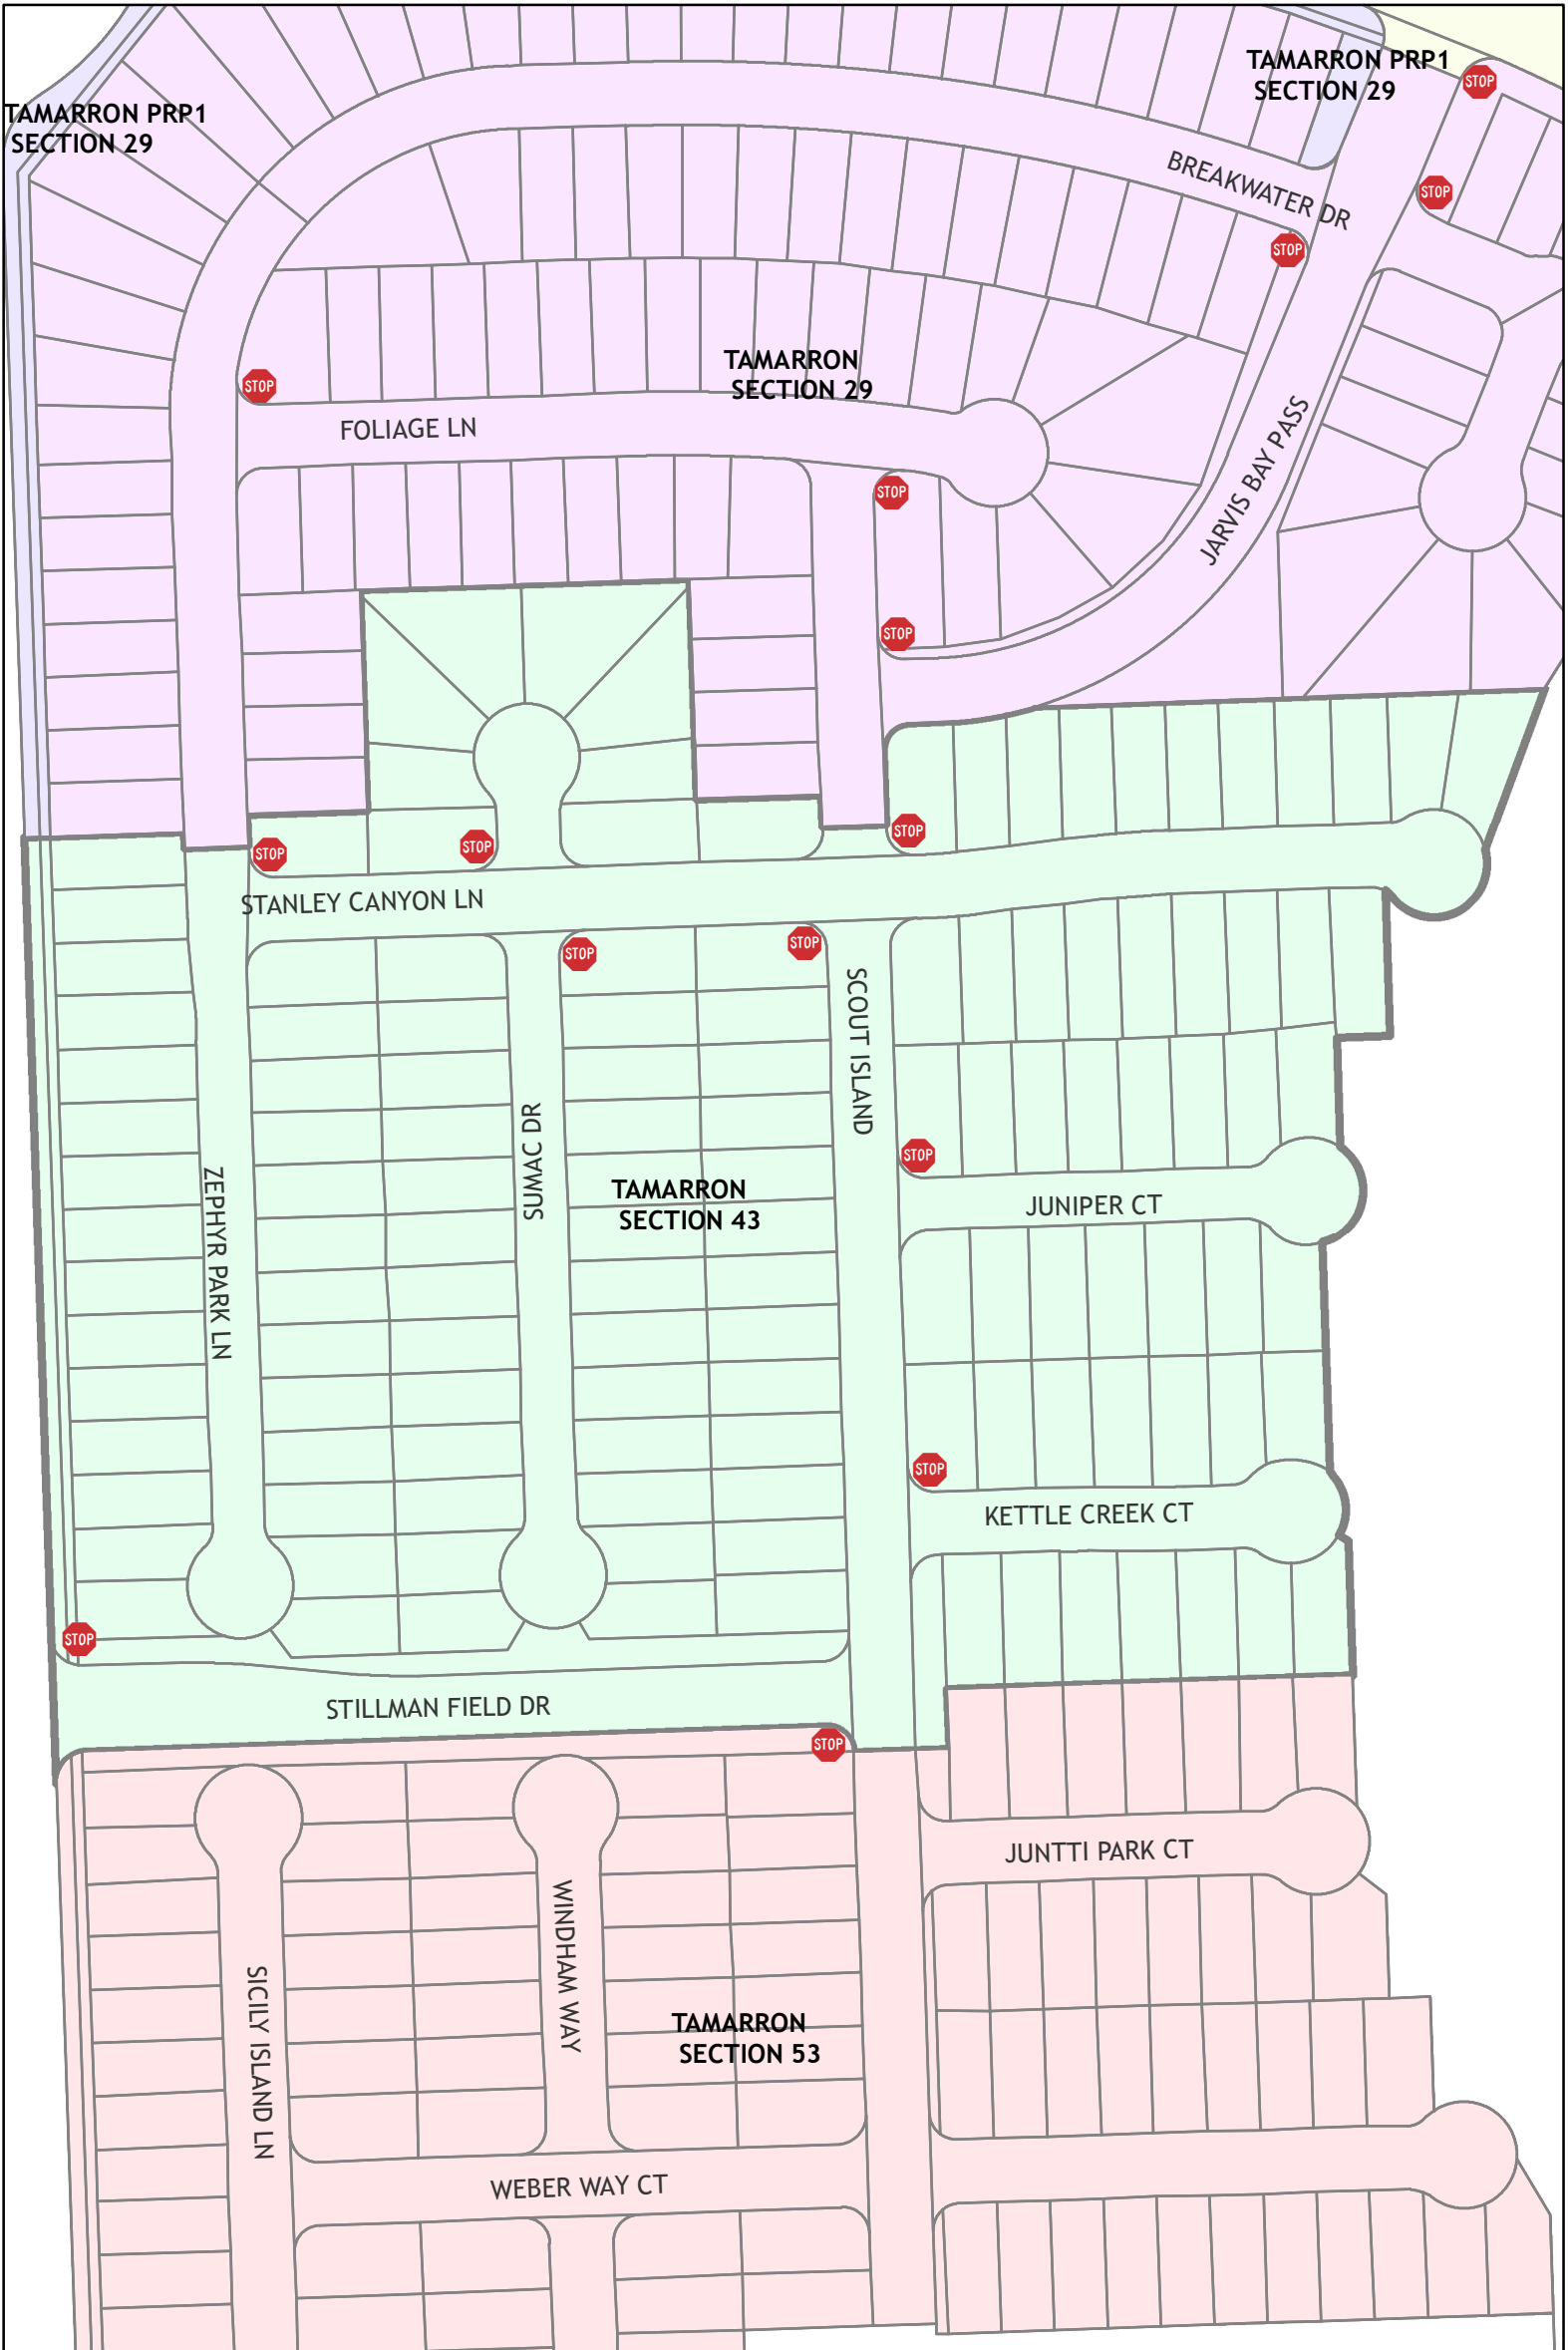 TAMARRON PRP1
SECTION 29
STOP
TAMARRON PRP1
SECTION 29
BREAKWATER DR
STOP
STOP
TAMARRON
SECTION 29
STOP
FOLIAGE LN
JARVIS BAY PASS
STOP
STOP
STOP
STOP
STOP
STANLEY CANYON LN
STOP
STOP
SCOUT ISLAND
SUMAC DR
STOP
ZEPHYR PARK LN
TAMARRON
SECTION 43
JUNIPER CT
STOP
KETTLE CREEK CT
STOP
STILLMAN FIELD DR
STOP
JUNTTI PARK CT
WINDHAM WAY
SICILY ISLAND LN
TAMARRON
SECTION 53
WEBER WAY CT